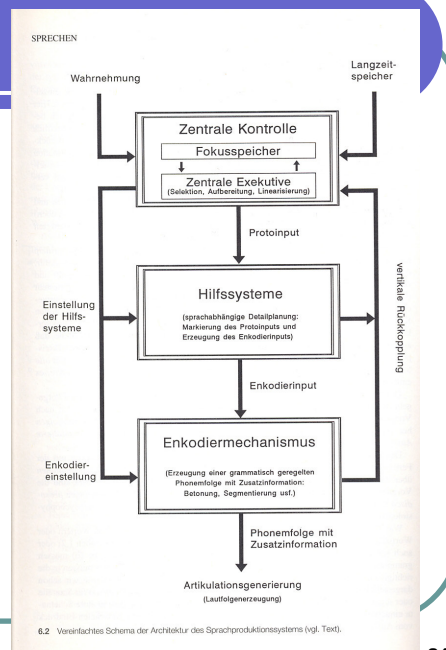 SPRECHEN
Wahrnehmung
Langzeit-
speicher
Zentrale Kontrolle
Fokusspeicher
Zentrale Exekutive
(Selektion, Aufbereitung, Linearisierung)
Protoinput
Hilfssysteme
(sprachabhängige Detailplanung:
Markierung des Protoinputs und
Erzeugung des Enkodierinputs)
Einstellung
der Hilfs-
systeme
vertikale Rückkopplung
Enkodierinput
Enkodiermechanismus
(Erzeugung einer grammatisch geregelten
Phonemfolge mit Zusatzinformation:
Betonung, Segmentierung usf.)
Enkodier-
einstellung
Phonemfolge mit
Zusatzinformation
Artikulationsgenerierung
(Lautfolgenerzeugung)
6.2 Vereinfachtes Schema der Architektur des Sprachproduktionssystems (vgl. Text).